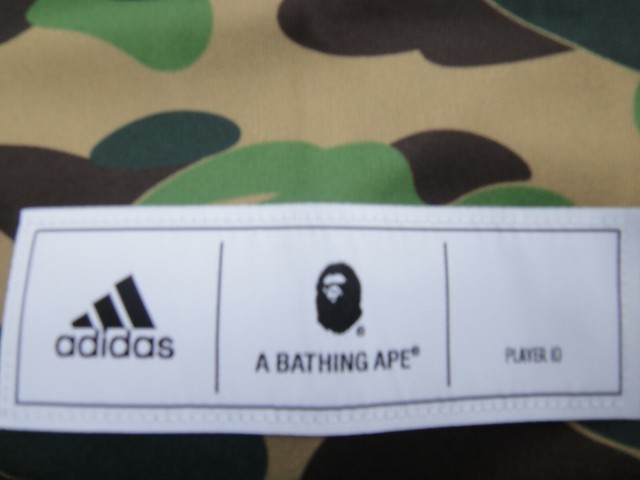 adidas
A BATHING APE®
PLAYER ID